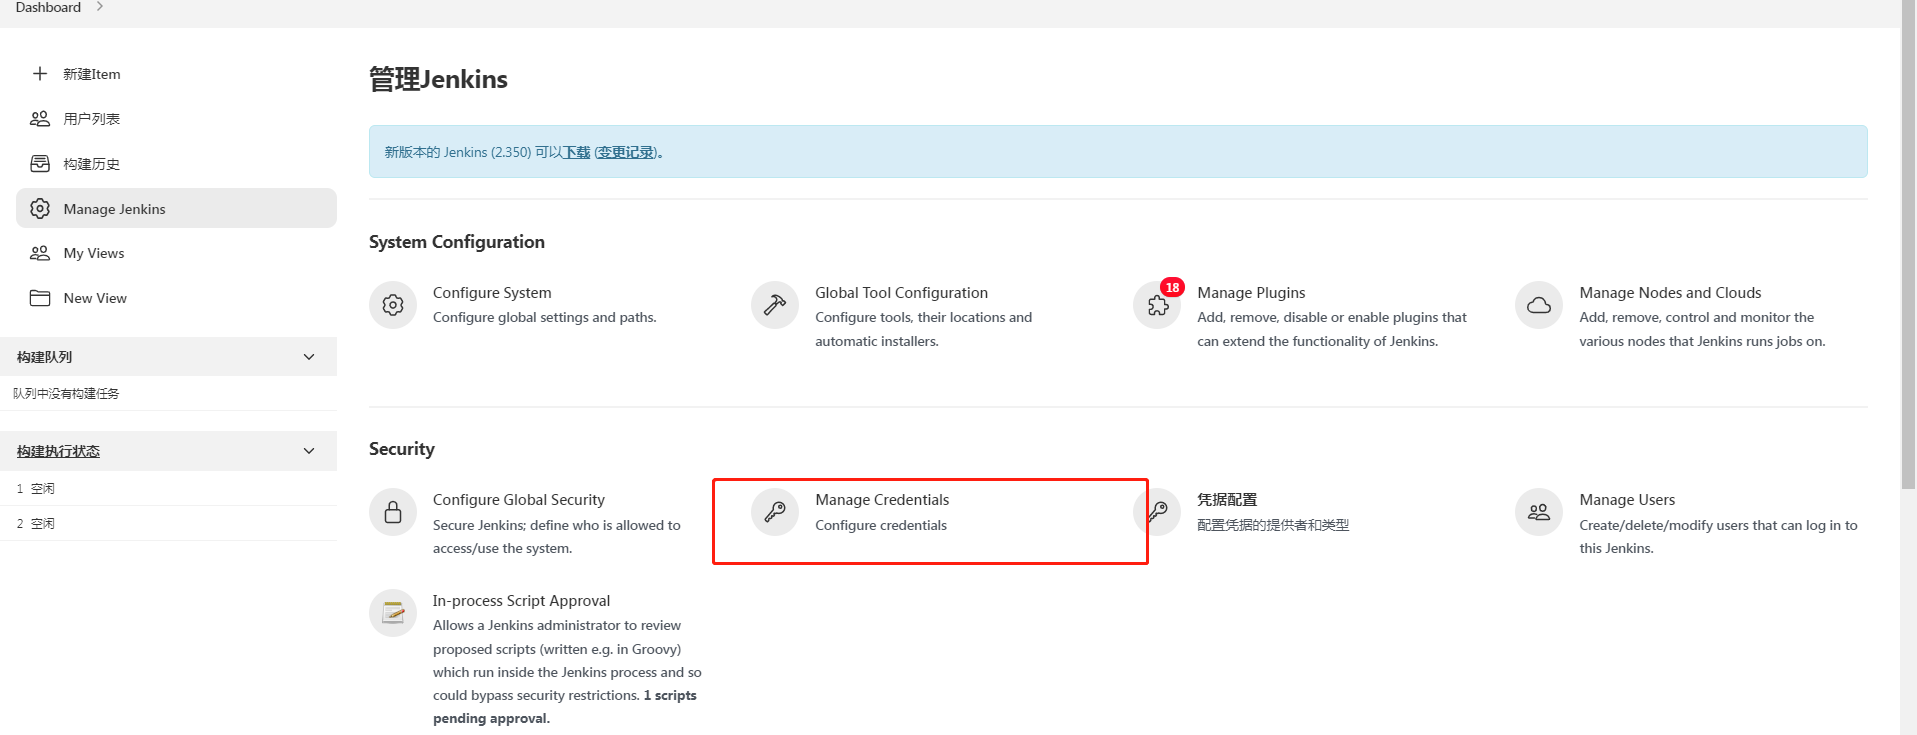 Dashboard
新建Item
用户列表
构建历史
Manage Jenkins
My Views
New View
构建队列
队列中没有构建任务
构建执行状态
1 空闲
2 空闲
管理Jenkins
新版本的 Jenkins (2.350) 可以下载 (变更记录)。
System Configuration
Configure System
Configure global settings and paths.
Global Tool Configuration
Configure tools, their locations and
automatic installers.
18
Manage Plugins
Add, remove, disable or enable plugins that
can extend the functionality of Jenkins.
Manage Nodes and Clouds
Add, remove, control and monitor the
various nodes that Jenkins runs jobs on.
Security
Configure Global Security
Secure Jenkins; define who is allowed to
access/use the system.
Manage Credentials
Configure credentials
凭据配置
配置凭据的提供者和类型
Manage Users
Create/delete/modify users that can log in to
this Jenkins.
In-process Script Approval
Allows a Jenkins administrator to review
proposed scripts (written e.g. in Groovy)
which run inside the Jenkins process and so
could bypass security restrictions. 1 scripts
pending approval.